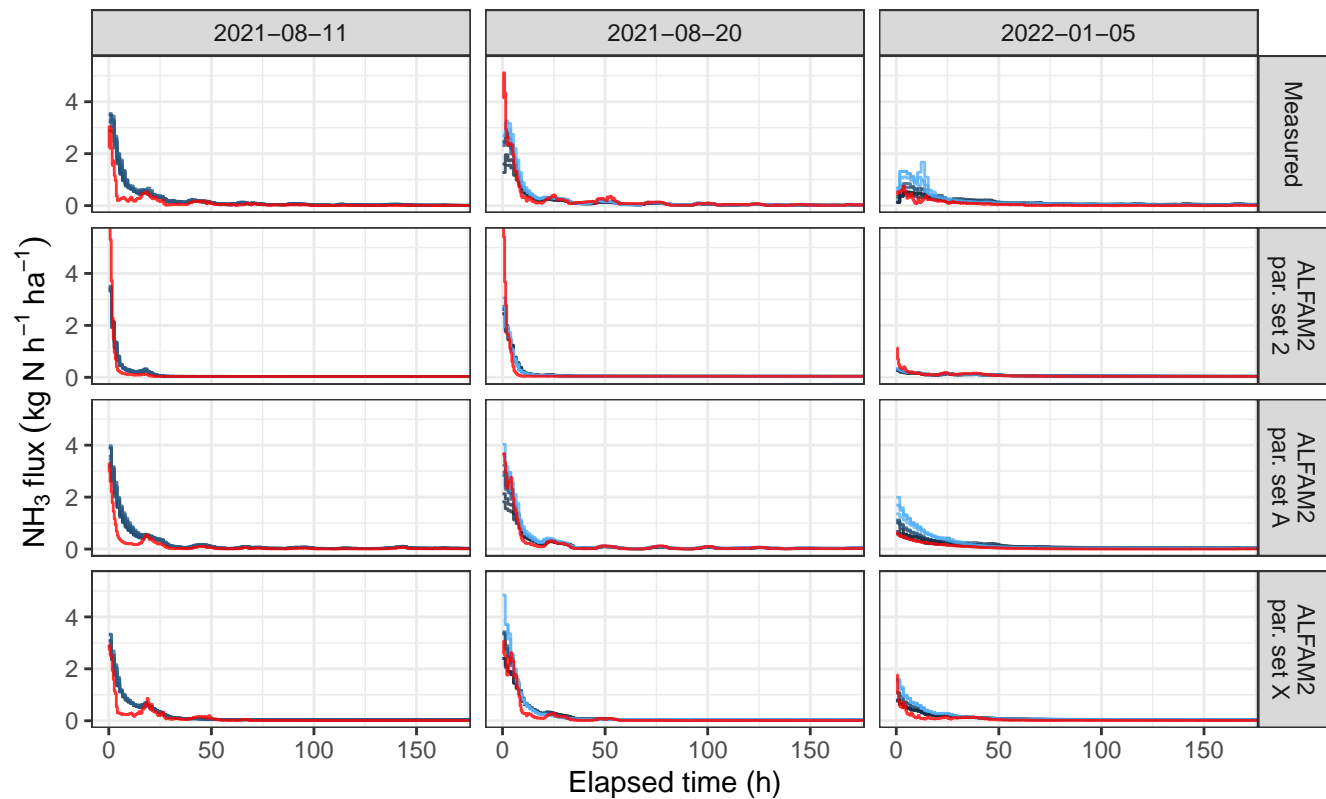 2021−08−11 2021−08−20 2022−01−05
NH₃ flux (kg N h⁻¹ ha⁻¹)
4
2
0
Measured
4
2
0
ALFAM2
par. set 2
4
2
0
ALFAM2
par. set A
4
2
0
ALFAM2
par. set X
0 50 100 150 0 50 100 150 0 50 100 150
Elapsed time (h)